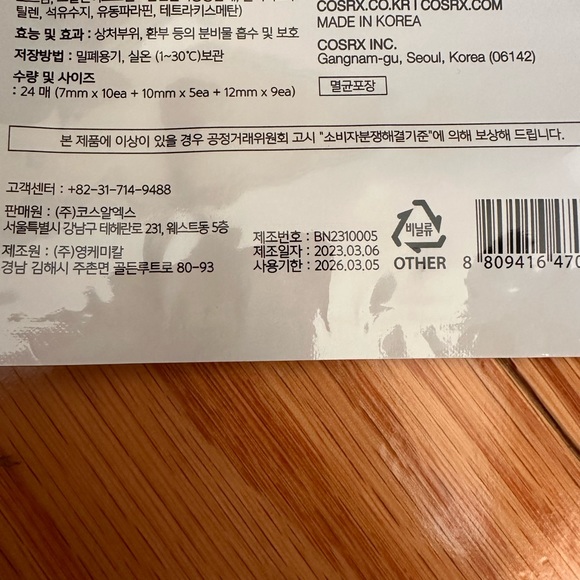 밀렌, 석유수지, 유동파라핀, 테트라키스메탄)
효능 및 효과 : 상처부위, 환부 등의 분비물 흡수 및 보호
저장방법 : 밀폐용기, 실온 (1~30℃)보관
수량 및 사이즈
: 24 매 (7mm x 10ea + 10mm x 5ea + 12mm x 9ea)
COSRX.CO.KR I COSRX.COM
MADE IN KOREA
COSRX INC.
Gangnam-gu, Seoul, Korea (06142)
멸균포장
본 제품에 이상이 있을 경우 공정거래위원회 고시 "소비자분쟁해결기준"에 의해 보상해 드립니다.
고객센터 : +82-31-714-9488
판매원 : (주)코스알엑스
서울특별시 강남구 테헤란로 231, 웨스트동 5층
제조원 : (주)영케미칼
경남 김해시 주촌면 골든루트로 80-93
제조번호 : BN2310005
제조일자 : 2023.03.06
사용기한 : 2026.03.05
비닐류
OTHER
8 809416 470